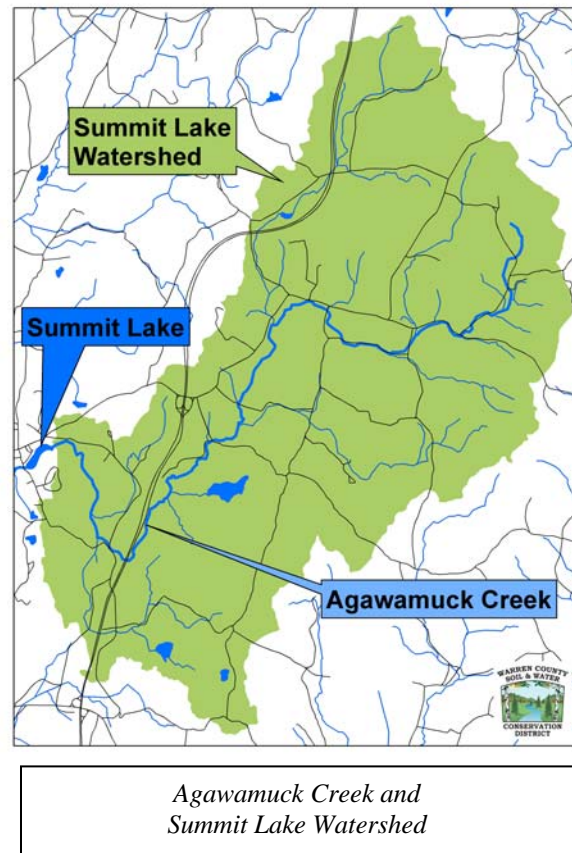 Summit Lake
Watershed
Summit Lake
Agawamuck Creek
WARREN COUNTY
SOIL & WATER
CONSERVATION
DISTRICT
Agawamuck Creek and
Summit Lake Watershed